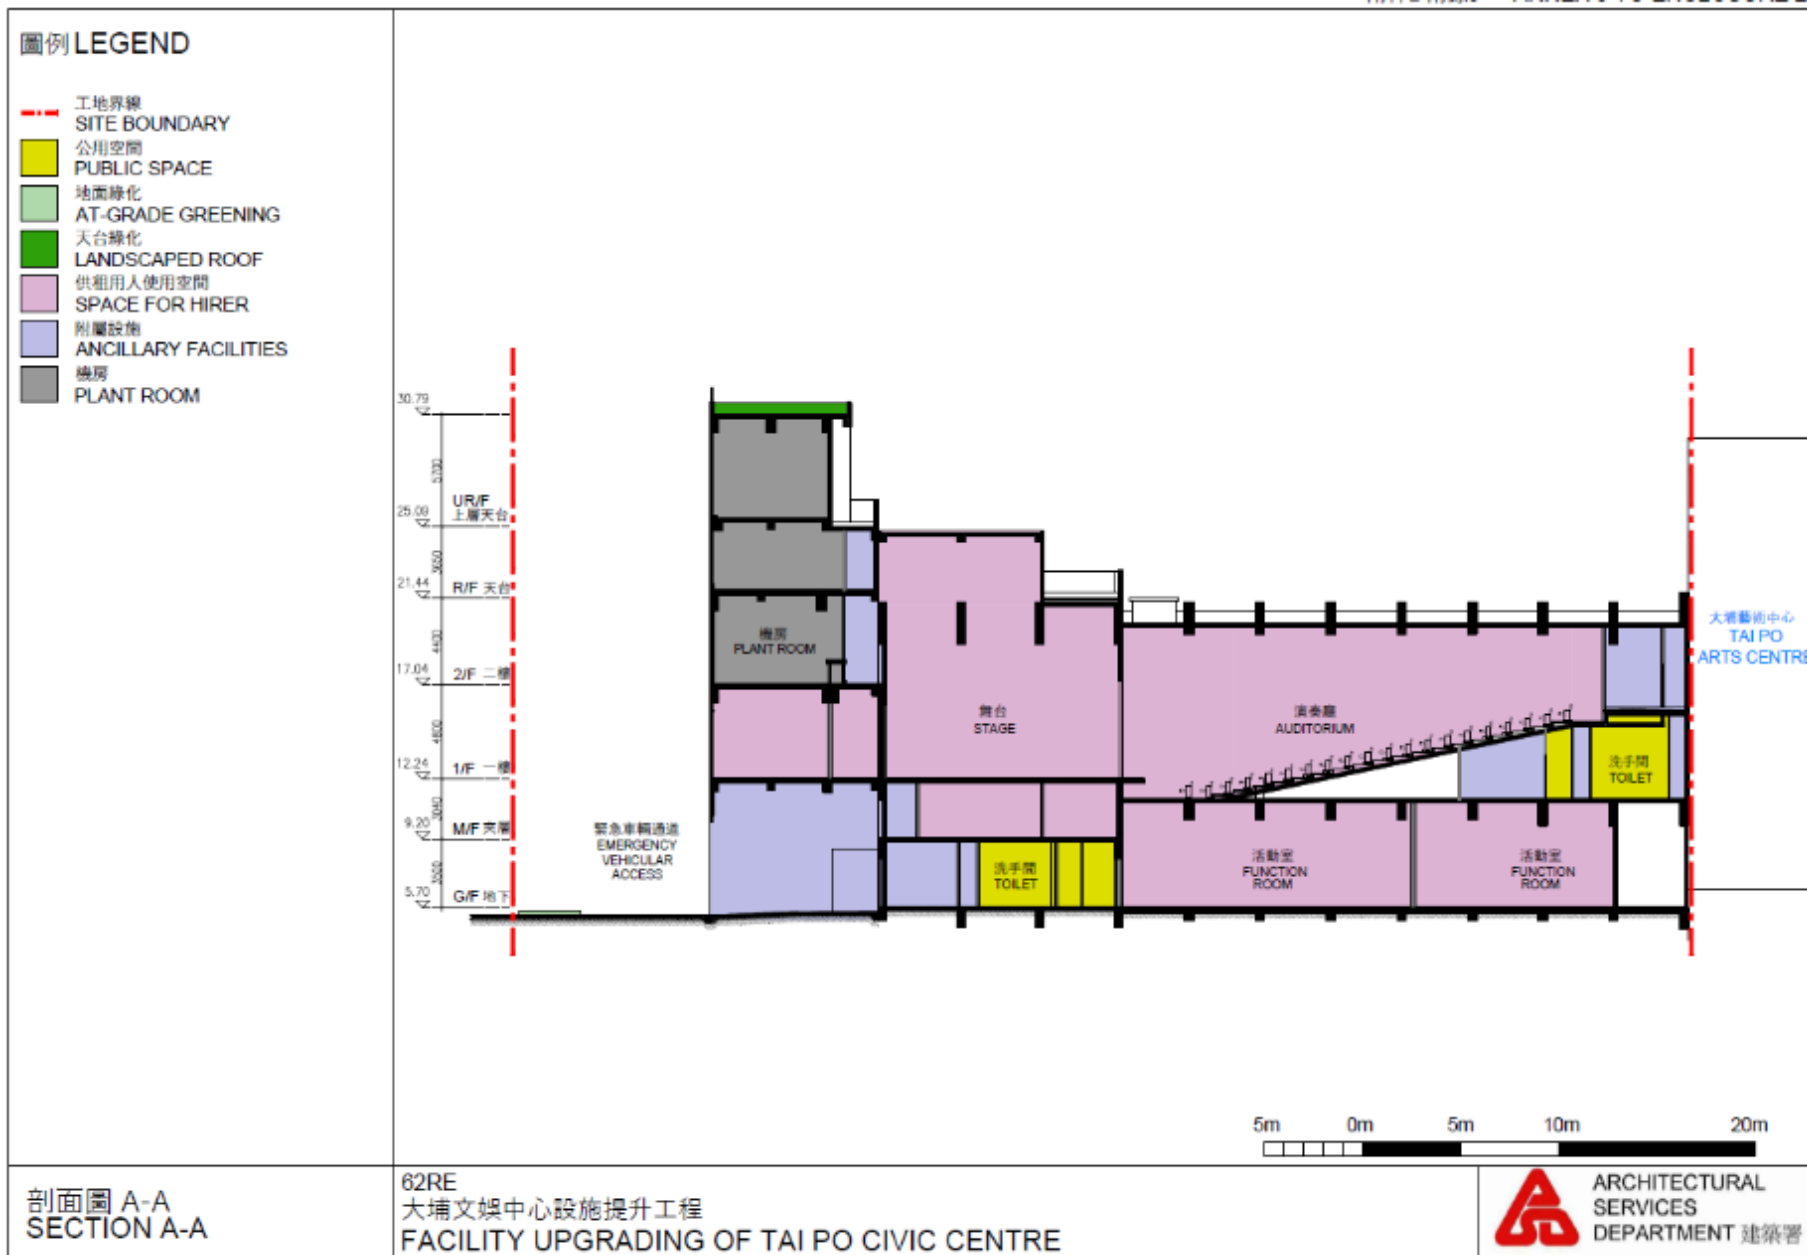 圖例 LEGEND
工地界線
SITE BOUNDARY
公用空間
PUBLIC SPACE
地面綠化
AT-GRADE GREENING
天台綠化
LANDSCAPED ROOF
供租用人使用空間
SPACE FOR HIRER
附屬設施
ANCILLARY FACILITIES
機房
PLANT ROOM
30.79
5700
UR/F
上層天台
25.09
3650
21.44
R/F 天台
4400
17.04
2/F 二樓
4800
12.24
1/F 一樓
3040
9.20
M/F 夾層
3500
5.70
G/F 地下
緊急車輛通道
EMERGENCY
VEHICULAR
ACCESS
機房
PLANT ROOM
舞台
STAGE
演奏廳
AUDITORIUM
洗手間
TOILET
洗手間
TOILET
活動室
FUNCTION
ROOM
活動室
FUNCTION
ROOM
大埔藝術中心
TAI PO
ARTS CENTRE
5m 0m 5m 10m 20m
剖面圖 A-A
SECTION A-A
62RE
大埔文娛中心設施提升工程
FACILITY UPGRADING OF TAI PO CIVIC CENTRE
ARCHITECTURAL
SERVICES
DEPARTMENT 建築署